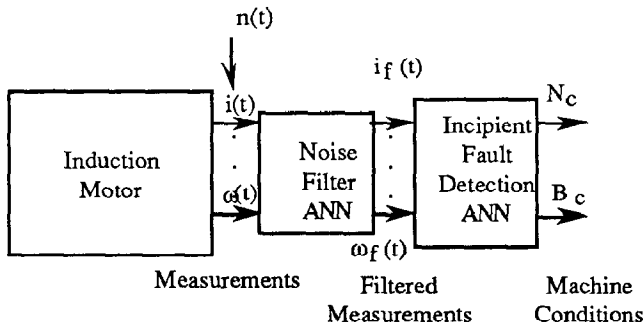 n(t)
i(t)
i_f(t)
N_c
Induction
Motor
Noise
Filter
ANN
Incipient
Fault
Detection
ANN
ω(t)
ω_f(t)
B_c
Measurements
Filtered
Measurements
Machine
Conditions